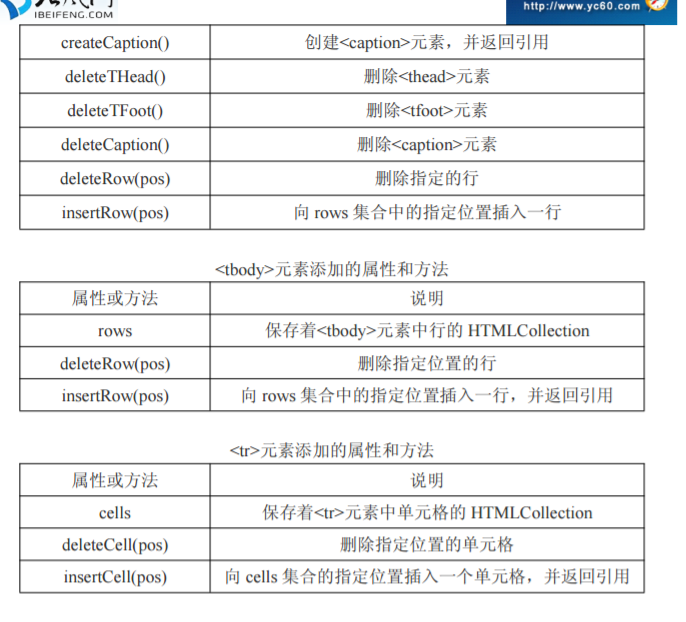 IBEIFENG.COM
http://www.yc60.com
createCaption() 创建<caption>元素，并返回引用
deleteTHead() 删除<thead>元素
deleteTFoot() 删除<tfoot>元素
deleteCaption() 删除<caption>元素
deleteRow(pos) 删除指定的行
insertRow(pos) 向 rows 集合中的指定位置插入一行
<tbody>元素添加的属性和方法
属性或方法 说明
rows 保存着<tbody>元素中行的 HTMLCollection
deleteRow(pos) 删除指定位置的行
insertRow(pos) 向 rows 集合中的指定位置插入一行，并返回引用
<tr>元素添加的属性和方法
属性或方法 说明
cells 保存着<tr>元素中单元格的 HTMLCollection
deleteCell(pos) 删除指定位置的单元格
insertCell(pos) 向 cells 集合的指定位置插入一个单元格，并返回引用